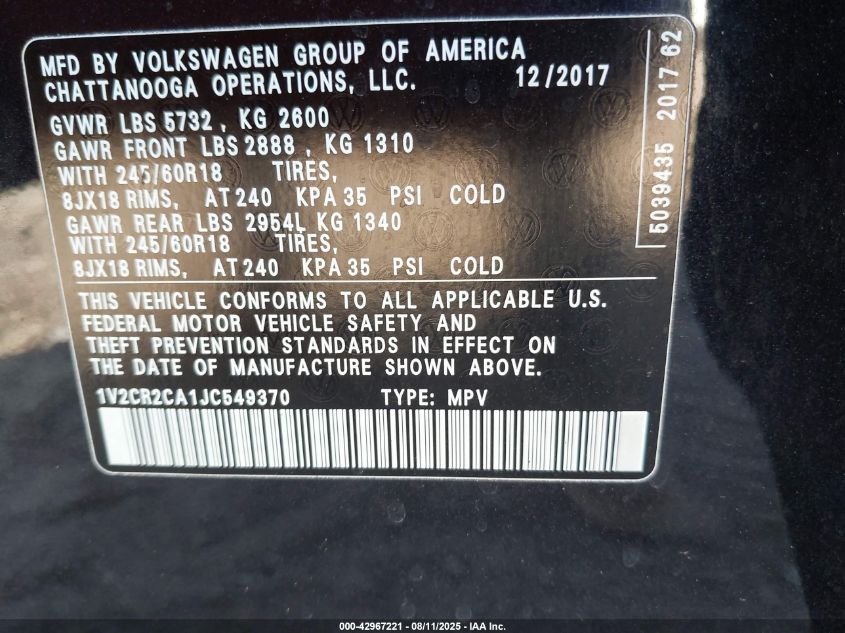 MFD BY VOLKSWAGEN GROUP OF AMERICA
CHATTANOOGA OPERATIONS, LLC. 12/2017
GVWR LBS 5732 , KG 2600
GAWR FRONT LBS 2888 , KG 1310
WITH 245/60R18 TIRES,
8JX18 RIMS, AT 240 KPA 35 PSI COLD
GAWR REAR LBS 2954L KG 1340
WITH 245/60R18 TIRES,
8JX18 RIMS, AT 240 KPA 35 PSI COLD
5039435 2017 62
THIS VEHICLE CONFORMS TO ALL APPLICABLE U.S.
FEDERAL MOTOR VEHICLE SAFETY AND
THEFT PREVENTION STANDARDS IN EFFECT ON
THE DATE OF MANUFACTURE SHOWN ABOVE.
1V2CR2CA1JC549370 TYPE: MPV
000-42967221 - 08/11/2025 - IAA Inc.